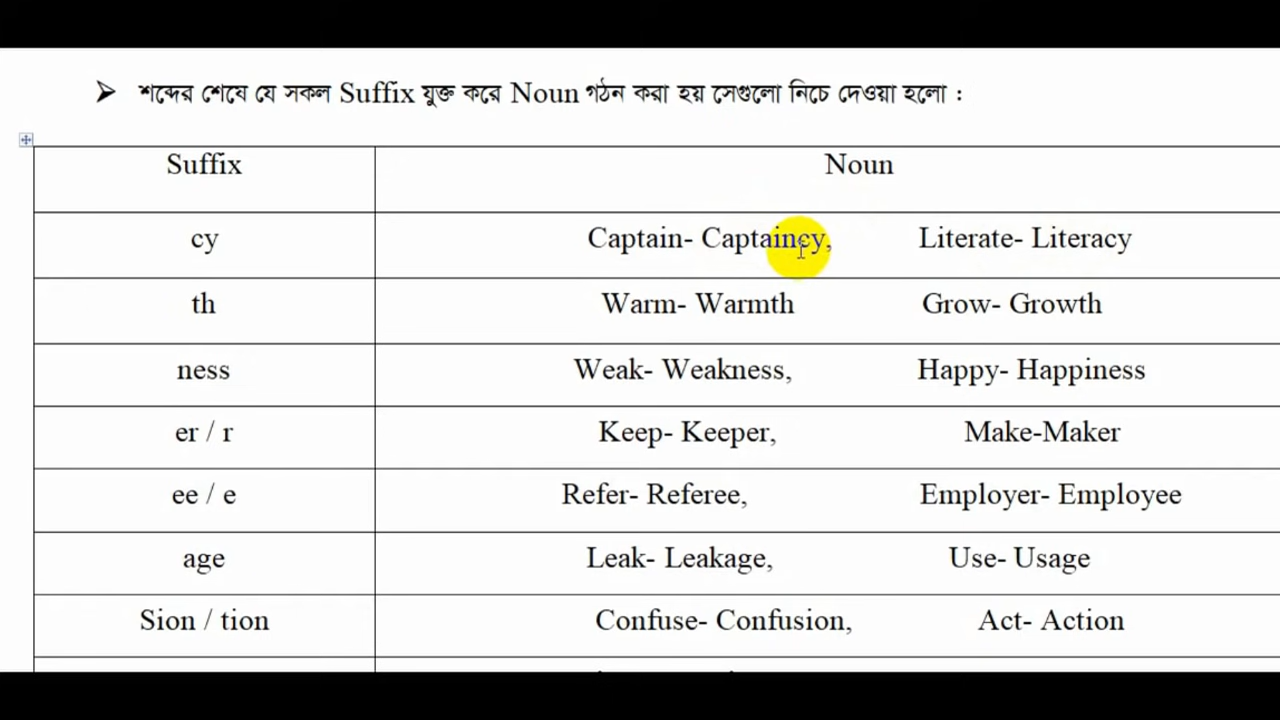 ➢ শব্দের শেষে যে সকল Suffix যুক্ত করে Noun গঠন করা হয় সেগুলো নিচে দেওয়া হলো :
Suffix Noun
cy Captain- Captaincy, Literate- Literacy
th Warm- Warmth Grow- Growth
ness Weak- Weakness, Happy- Happiness
er / r Keep- Keeper, Make-Maker
ee / e Refer- Referee, Employer- Employee
age Leak- Leakage, Use- Usage
Sion / tion Confuse- Confusion, Act- Action